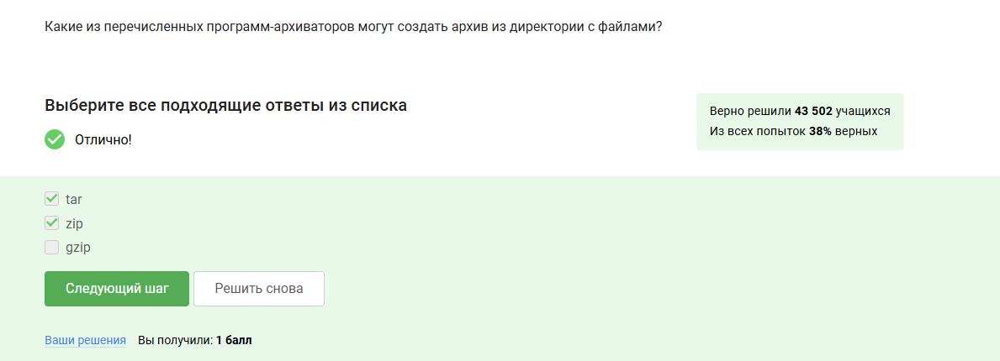 Какие из перечисленных программ-архиваторов могут создать архив из директории с файлами?
Выберите все подходящие ответы из списка
Верно решили 43 502 учащихся
Из всех попыток 38% верных
Отлично!
tar
zip
gzip
Следующий шаг
Решить снова
Ваши решения Вы получили: 1 балл